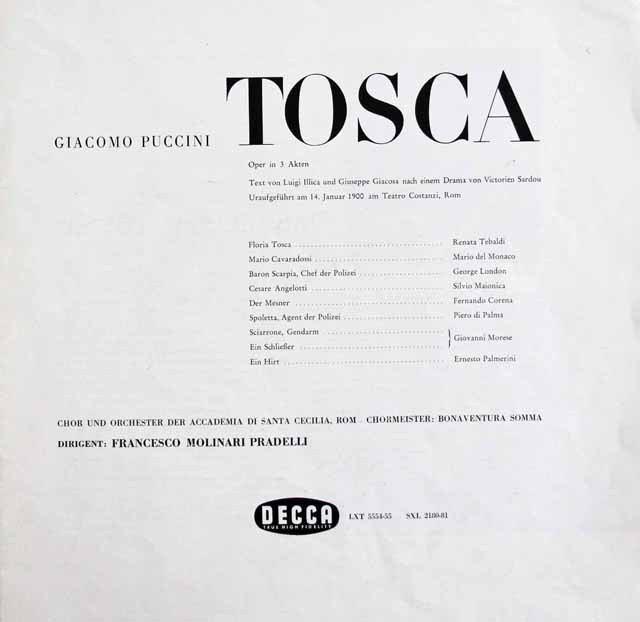 TOSCA
GIACOMO PUCCINI
Oper in 3 Akten
Text von Luigi Illica und Giuseppe Giacosa nach einem Drama von Victorien Sardou
Uraufgeführt am 14. Januar 1900 am Teatro Costanzi, Rom
Floria Tosca ........ Renata Tebaldi
Mario Cavaradossi ........ Mario del Monaco
Baron Scarpia, Chef der Polizei ........ George London
Cesare Angelotti ........ Silvio Maionica
Der Mesner ........ Fernando Corena
Spoletta, Agent der Polizei ........ Piero di Palma
Sciarrone, Gendarm ........
Giovanni Morese
Ein Schließer ........
Ein Hirt ........ Ernesto Palmerini
CHOR UND ORCHESTER DER ACCADEMIA DI SANTA CECILIA, ROM · CHORMEISTER: BONAVENTURA SOMMA
DIRIGENT: FRANCESCO MOLINARI PRADELLI
DECCA LXT 5554-55 SXL 2180-81
TRUE HIGH FIDELITY